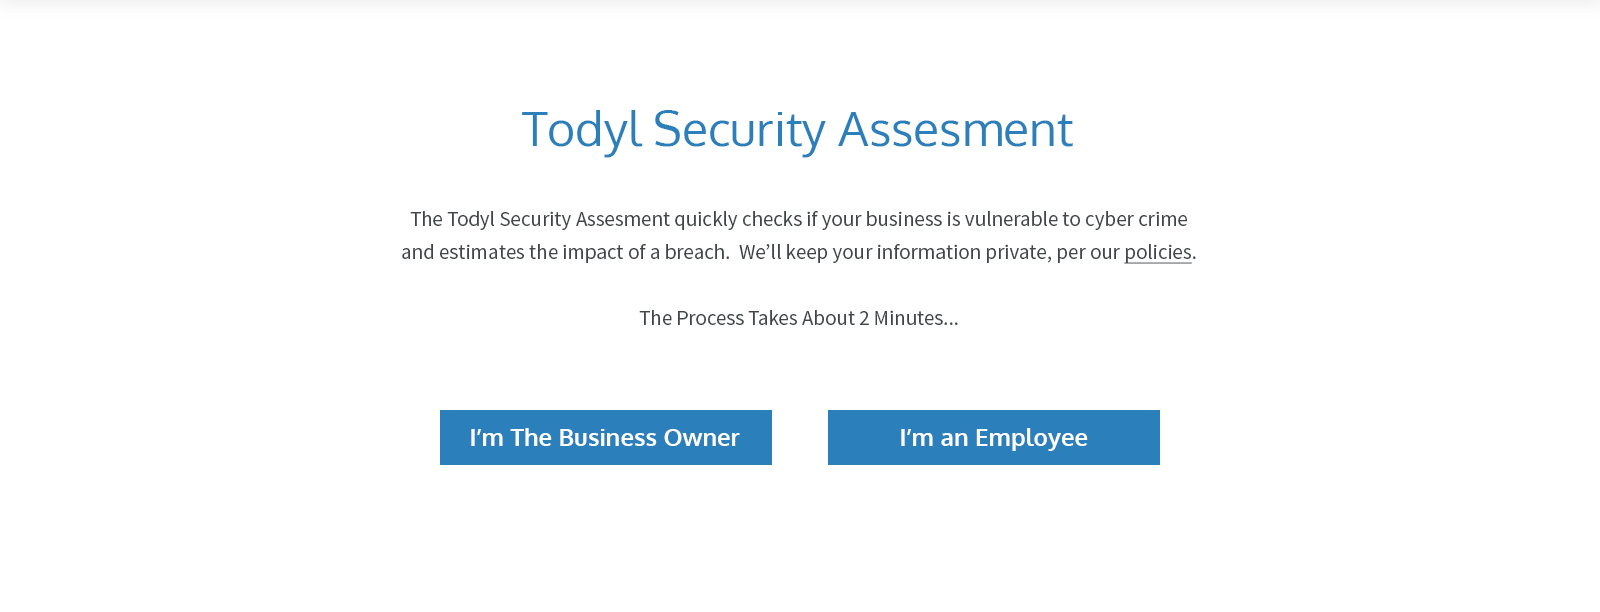 Todyl Security Assesment
The Todyl Security Assesment quickly checks if your business is vulnerable to cyber crime
and estimates the impact of a breach.  We’ll keep your information private, per our policies.
The Process Takes About 2 Minutes...
I’m The Business Owner
I’m an Employee